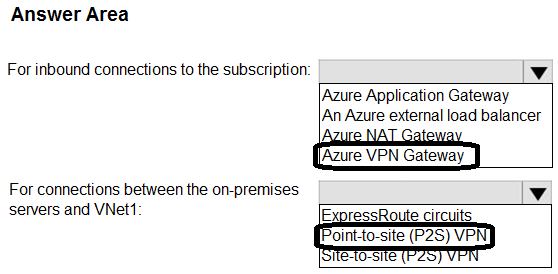 Answer Area
For inbound connections to the subscription:
Azure Application Gateway
An Azure external load balancer
Azure NAT Gateway
Azure VPN Gateway
For connections between the on-premises
servers and VNet1:
ExpressRoute circuits
Point-to-site (P2S) VPN
Site-to-site (P2S) VPN